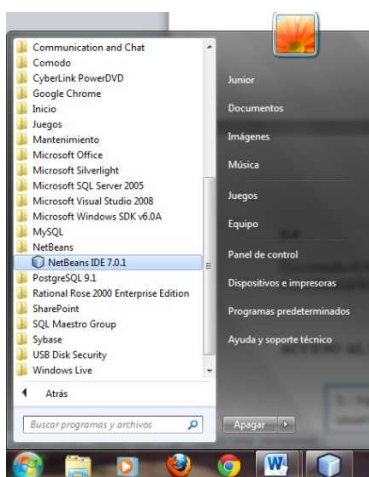 Communication and Chat
Comodo
CyberLink PowerDVD
Google Chrome
Inicio
Juegos
Mantenimiento
Microsoft Office
Microsoft Silverlight
Microsoft SQL Server 2005
Microsoft Visual Studio 2008
Microsoft Windows SDK v6.0A
MySQL
NetBeans
NetBeans IDE 7.0.1
PostgreSQL 9.1
Rational Rose 2000 Enterprise Edition
SharePoint
SQL Maestro Group
Sybase
USB Disk Security
Windows Live
Atrás
Buscar programas y archivos
Junior
Documentos
Imágenes
Música
Juegos
Equipo
Panel de control
Dispositivos e impresoras
Programas predeterminados
Ayuda y soporte técnico
Apagar